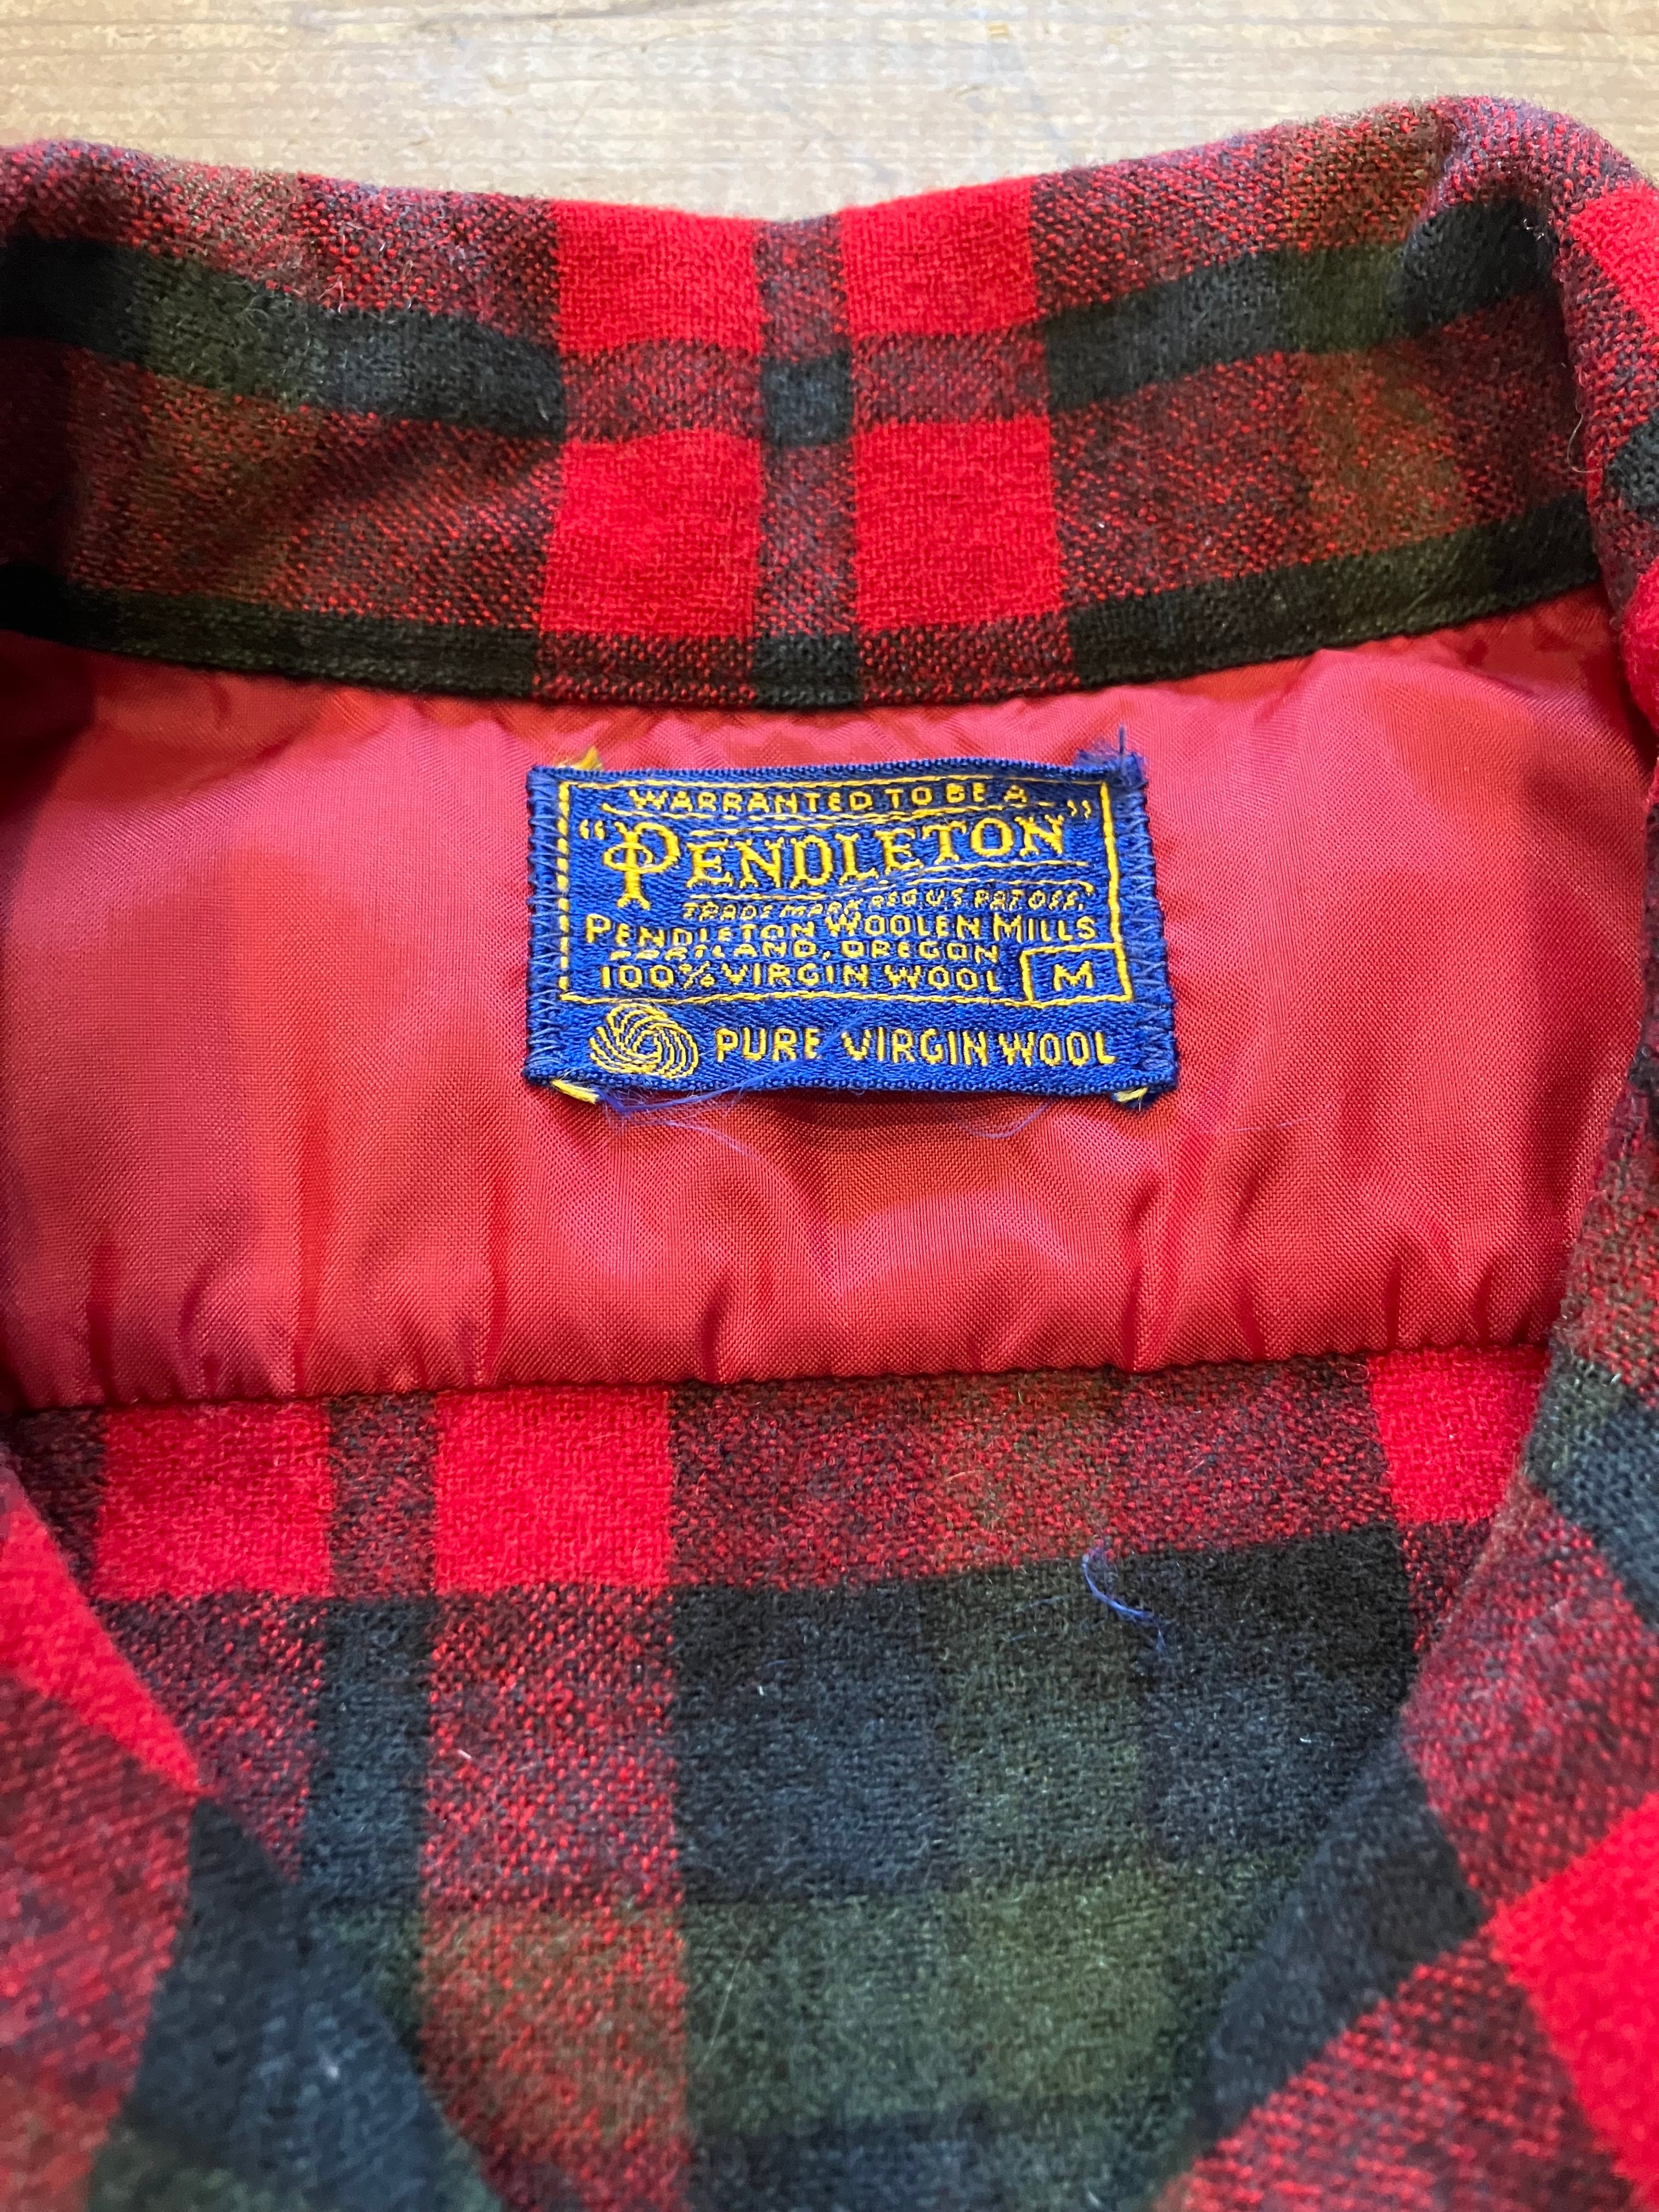 WARRANTED TO BE A
"PENDLETON"
TRADE MARK REG U.S. PAT OFF.
PENDLETON WOOLEN MILLS
PORTLAND, OREGON
100% VIRGIN WOOL M
PURE VIRGIN WOOL